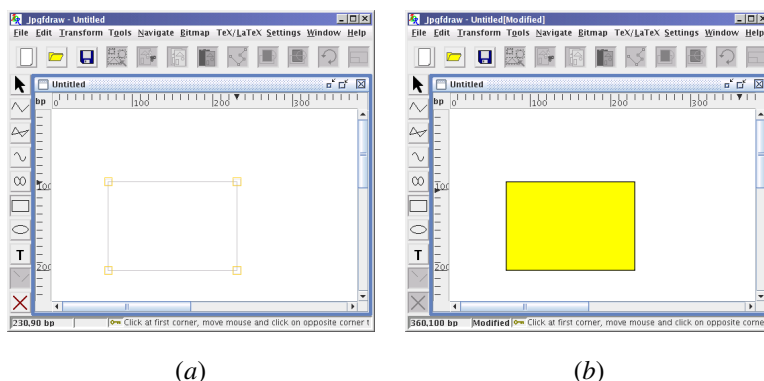 Jpgfdraw - Untitled
File Edit Transform Tools Navigate Bitmap TeX/LaTeX Settings Window Help
Untitled
bp 0 100 200 300
100
T
200
230,90 bp Click at first corner, move mouse and click on opposite corner t
(a)
Jpgfdraw - Untitled[Modified]
File Edit Transform Tools Navigate Bitmap TeX/LaTeX Settings Window Help
Untitled
bp 0 100 200 300
100
T
200
360,100 bp Modified Click at first corner, move mouse and click on opposite corne
(b)